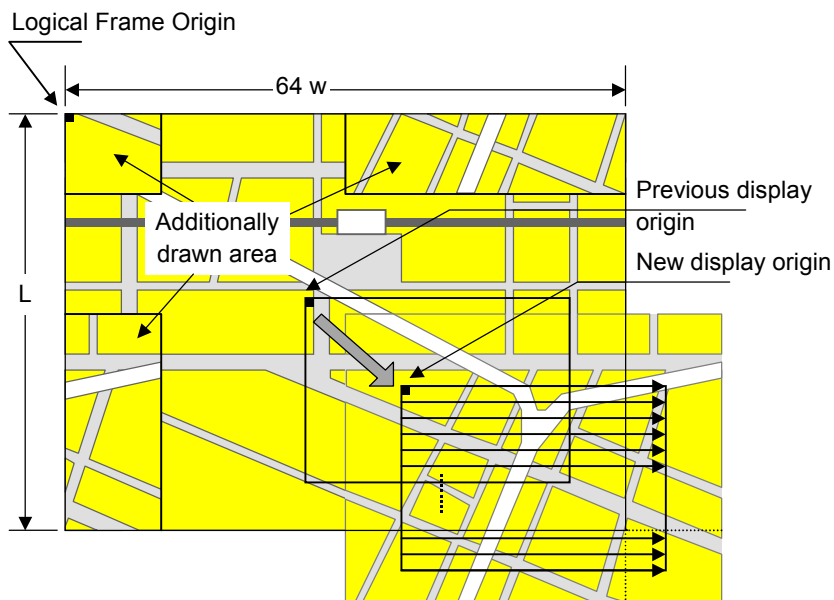 Logical Frame Origin
64 w
Previous display
origin
Additionally
drawn area
New display origin
L